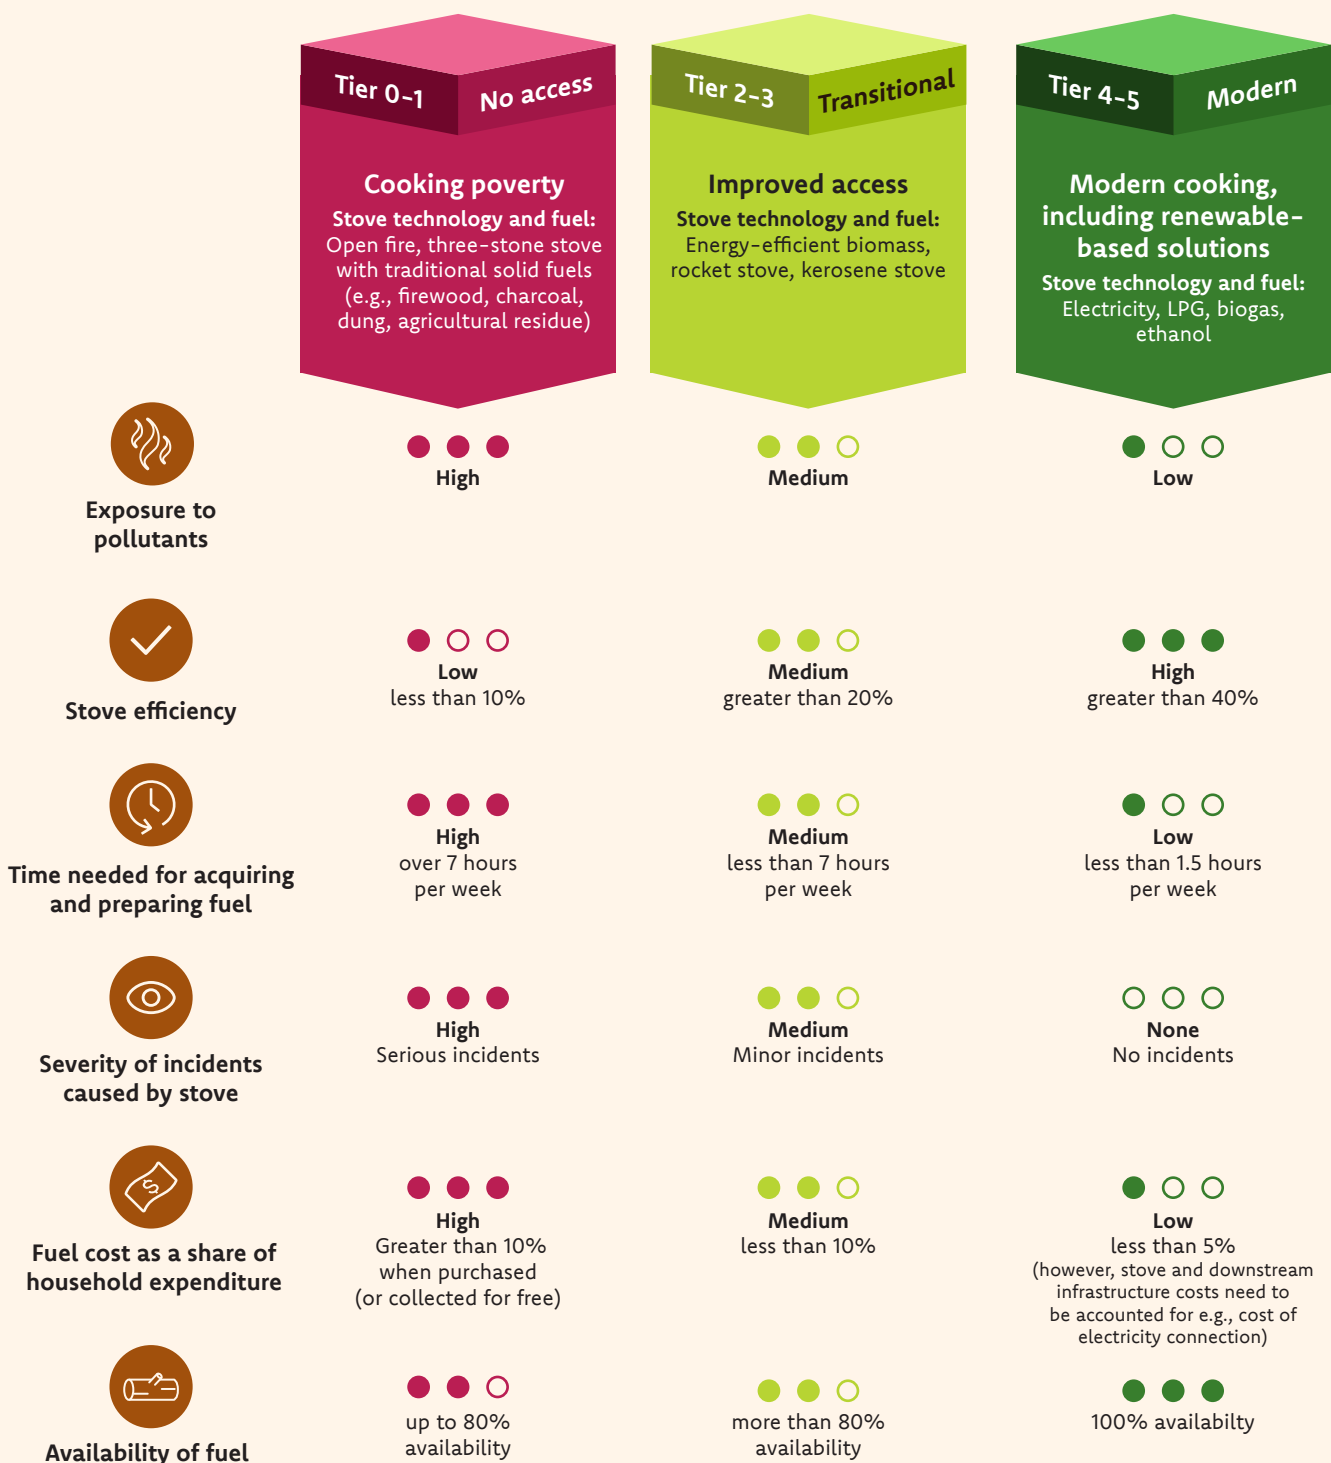 Tier 0-1
No access
Tier 2-3
Transitional
Tier 4-5
Modern
Cooking poverty
Stove technology and fuel:
Open fire, three-stone stove
with traditional solid fuels
(e.g., firewood, charcoal,
dung, agricultural residue)
Improved access
Stove technology and fuel:
Energy-efficient biomass,
rocket stove, kerosene stove
Modern cooking,
including renewable-
based solutions
Stove technology and fuel:
Electricity, LPG, biogas,
ethanol
Exposure to
pollutants
High
Medium
Low
Stove efficiency
Low
less than 10%
Medium
greater than 20%
High
greater than 40%
Time needed for acquiring
and preparing fuel
High
over 7 hours
per week
Medium
less than 7 hours
per week
Low
less than 1.5 hours
per week
Severity of incidents
caused by stove
High
Serious incidents
Medium
Minor incidents
None
No incidents
$
Fuel cost as a share of
household expenditure
High
Greater than 10%
when purchased
(or collected for free)
Medium
less than 10%
Low
less than 5%
(however, stove and downstream
infrastructure costs need to
be accounted for e.g., cost of
electricity connection)
Availability of fuel
up to 80%
availability
more than 80%
availability
100% availabilty